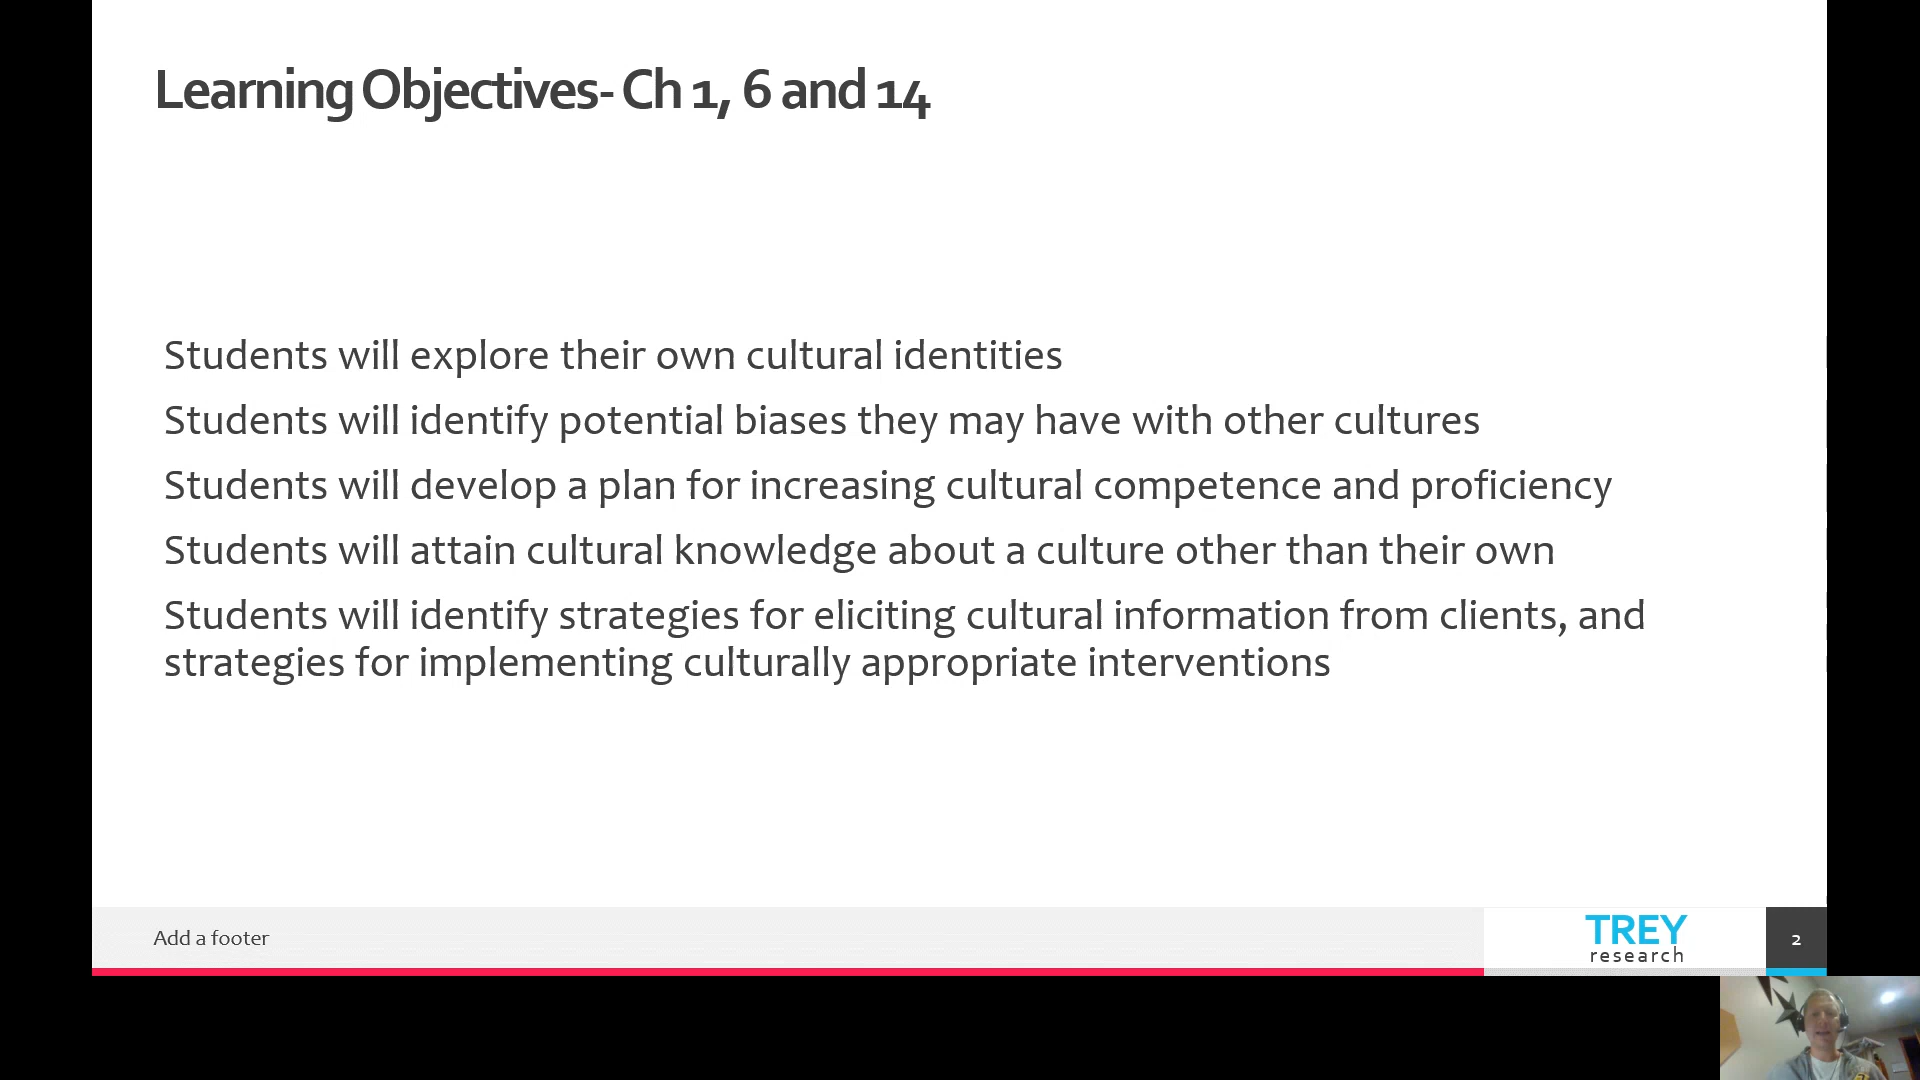 Learning Objectives- Ch 1, 6 and 14
Students will explore their own cultural identities
Students will identify potential biases they may have with other cultures
Students will develop a plan for increasing cultural competence and proficiency
Students will attain cultural knowledge about a culture other than their own
Students will identify strategies for eliciting cultural information from clients, and
strategies for implementing culturally appropriate interventions
Add a footer
TREY
research
2